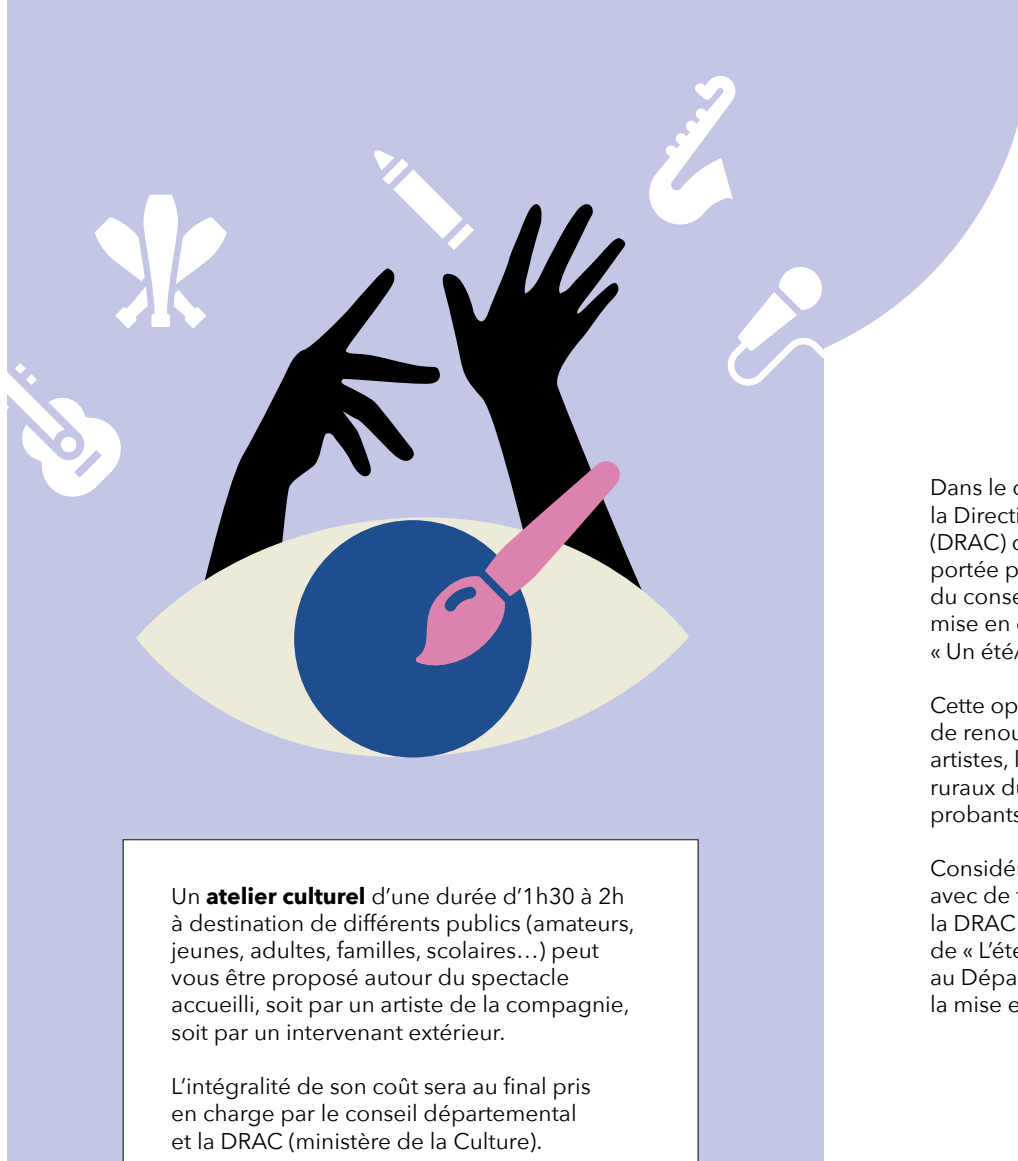 Un atelier culturel d’une durée d’1h30 à 2h
à destination de différents publics (amateurs,
jeunes, adultes, familles, scolaires…) peut
vous être proposé autour du spectacle
accueilli, soit par un artiste de la compagnie,
soit par un intervenant extérieur.
L’intégralité de son coût sera au final pris
en charge par le conseil départemental
et la DRAC (ministère de la Culture).
Dans le
la Directi
(DRAC)
portée p
du conse
mise en
« Un été
Cette op
de renou
artistes,
ruraux du
probants
Considér
avec de
la DRAC
de « L’éte
au Dépa
la mise e